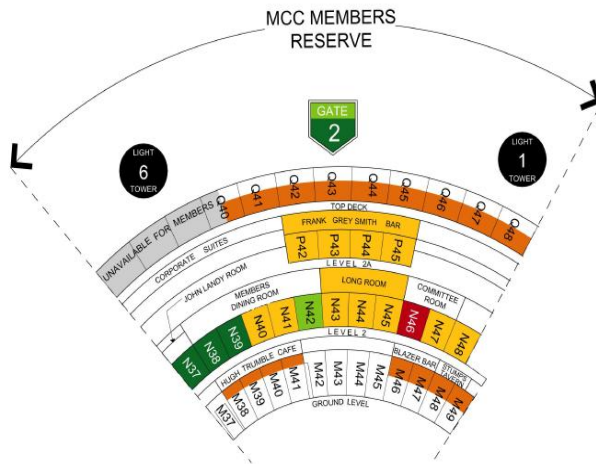 MCC MEMBERS
RESERVE
GATE
2
LIGHT
6
TOWER
LIGHT
1
TOWER
Q40
Q41
Q42
Q43
Q44
Q45
Q46
Q47
Q48
UNAVAILABLE FOR MEMBERS
TOP DECK
CORPORATE SUITES
FRANK GREY SMITH BAR
P42
P43
P44
P45
LEVEL 2A
JOHN LANDY ROOM
MEMBERS
DINING ROOM
LONG ROOM
COMMITTEE
ROOM
N37
N38
N39
N40
N41
N42
N43
N44
N45
N46
N47
N48
LEVEL 2
HUGH TRUMBLE CAFE
BLAZER BAR
STUMPS
TAVERN
M37
M38
M39
M40
M41
M42
M43
M44
M45
M46
M47
M48
M49
GROUND LEVEL